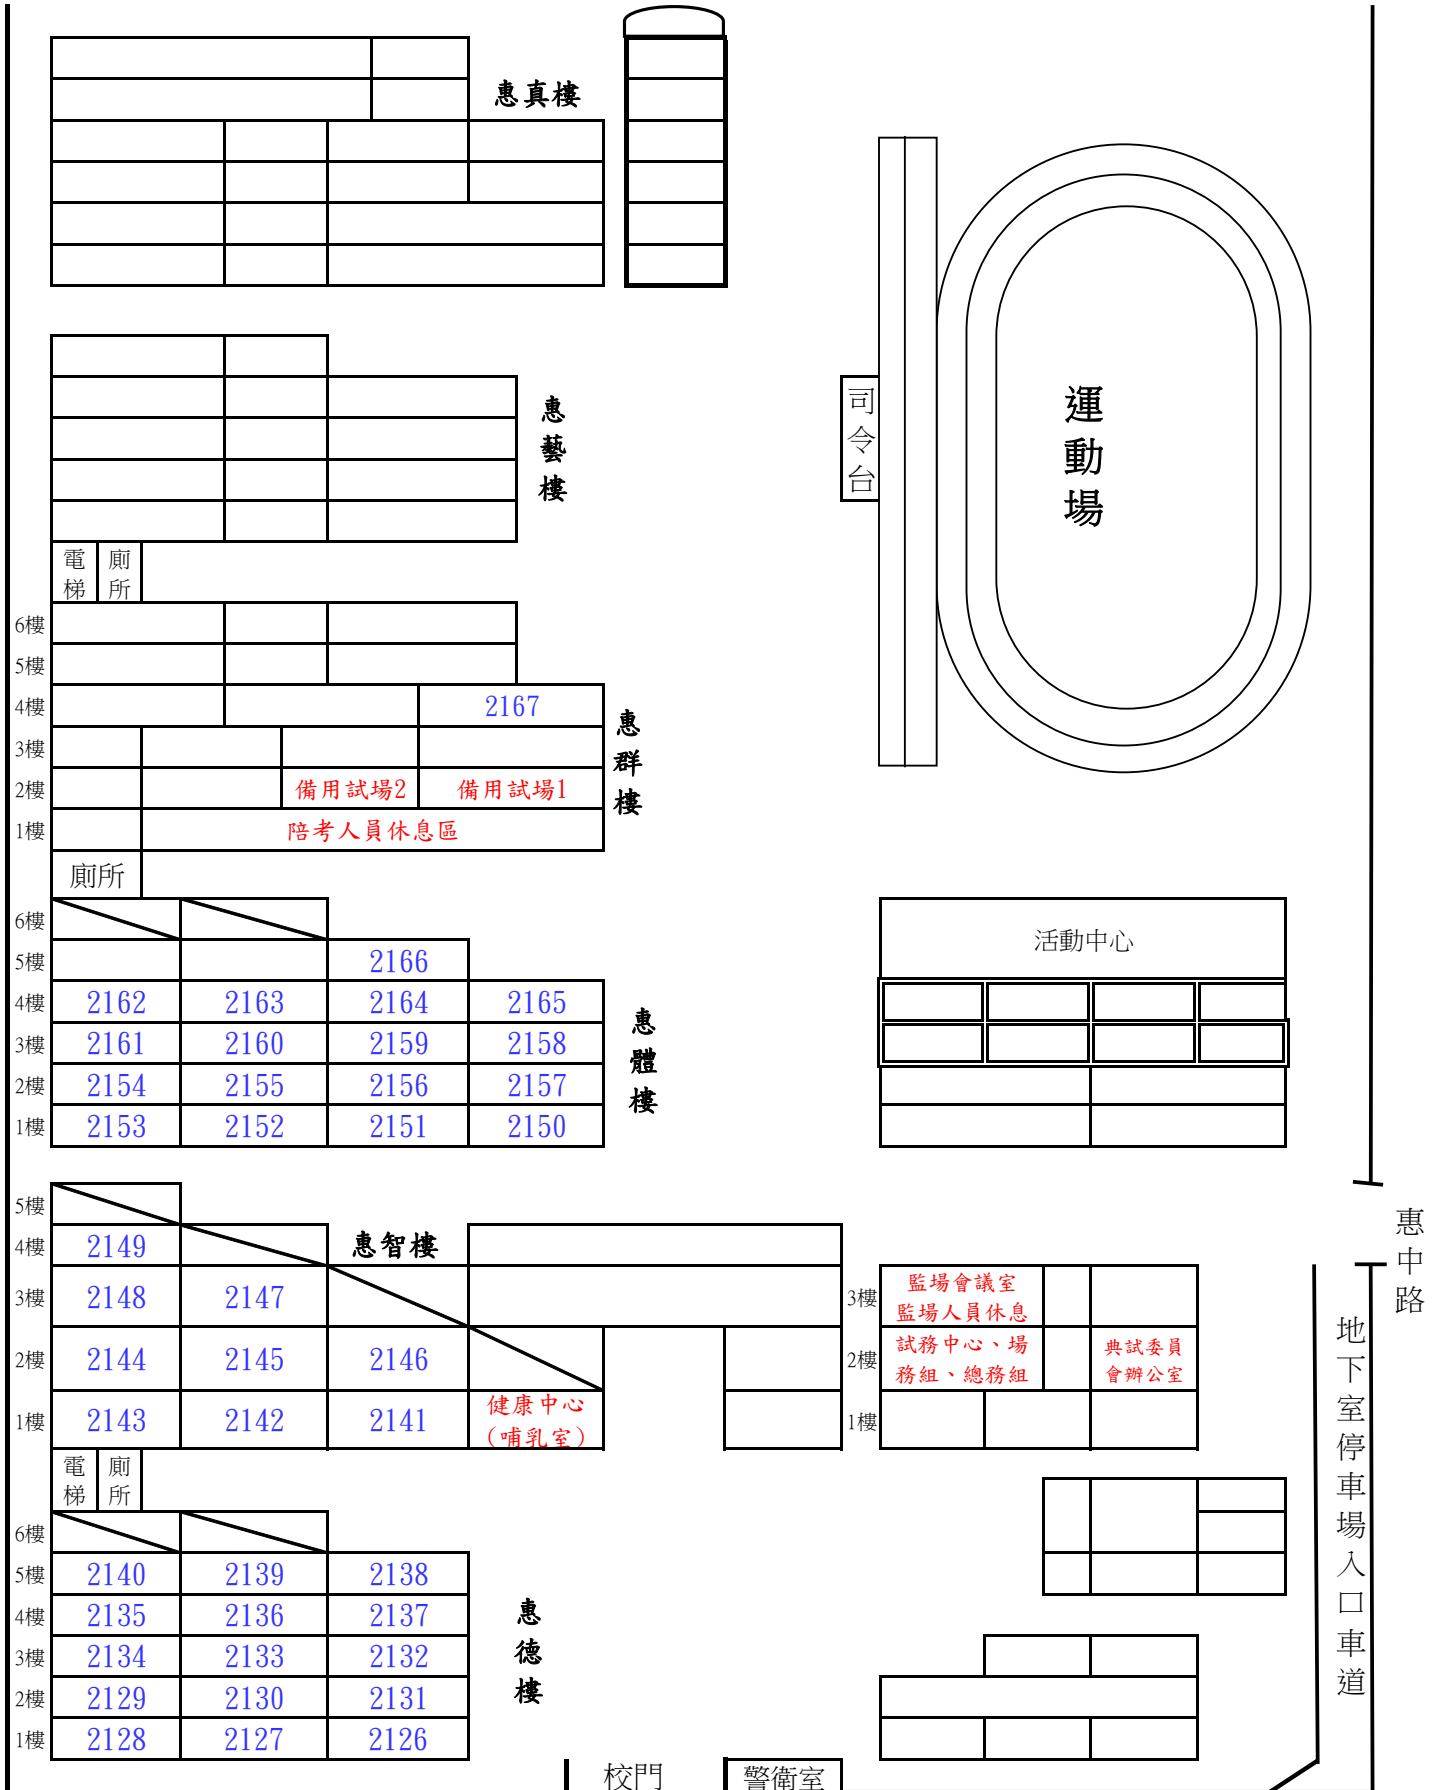 惠真樓
惠藝樓
司令台
運動場
電梯 廁所
6樓
5樓
4樓 2167
3樓
惠群樓
2樓 備用試場2 備用試場1
1樓 陪考人員休息區
廁所
6樓
5樓 2166
4樓 2162 2163 2164 2165
3樓 2161 2160 2159 2158
惠體樓
2樓 2154 2155 2156 2157
1樓 2153 2152 2151 2150
活動中心
5樓
4樓 2149 惠智樓
3樓 2148 2147
2樓 2144 2145 2146
1樓 2143 2142 2141 健康中心
(哺乳室)
3樓 監場會議室
監場人員休息
2樓 試務中心、場
務組、總務組
典試委員
會辦公室
1樓
惠中路
地下室停車場入口車道
電梯 廁所
6樓
5樓 2140 2139 2138
4樓 2135 2136 2137
3樓 2134 2133 2132
惠德樓
2樓 2129 2130 2131
1樓 2128 2127 2126
校門 警衛室